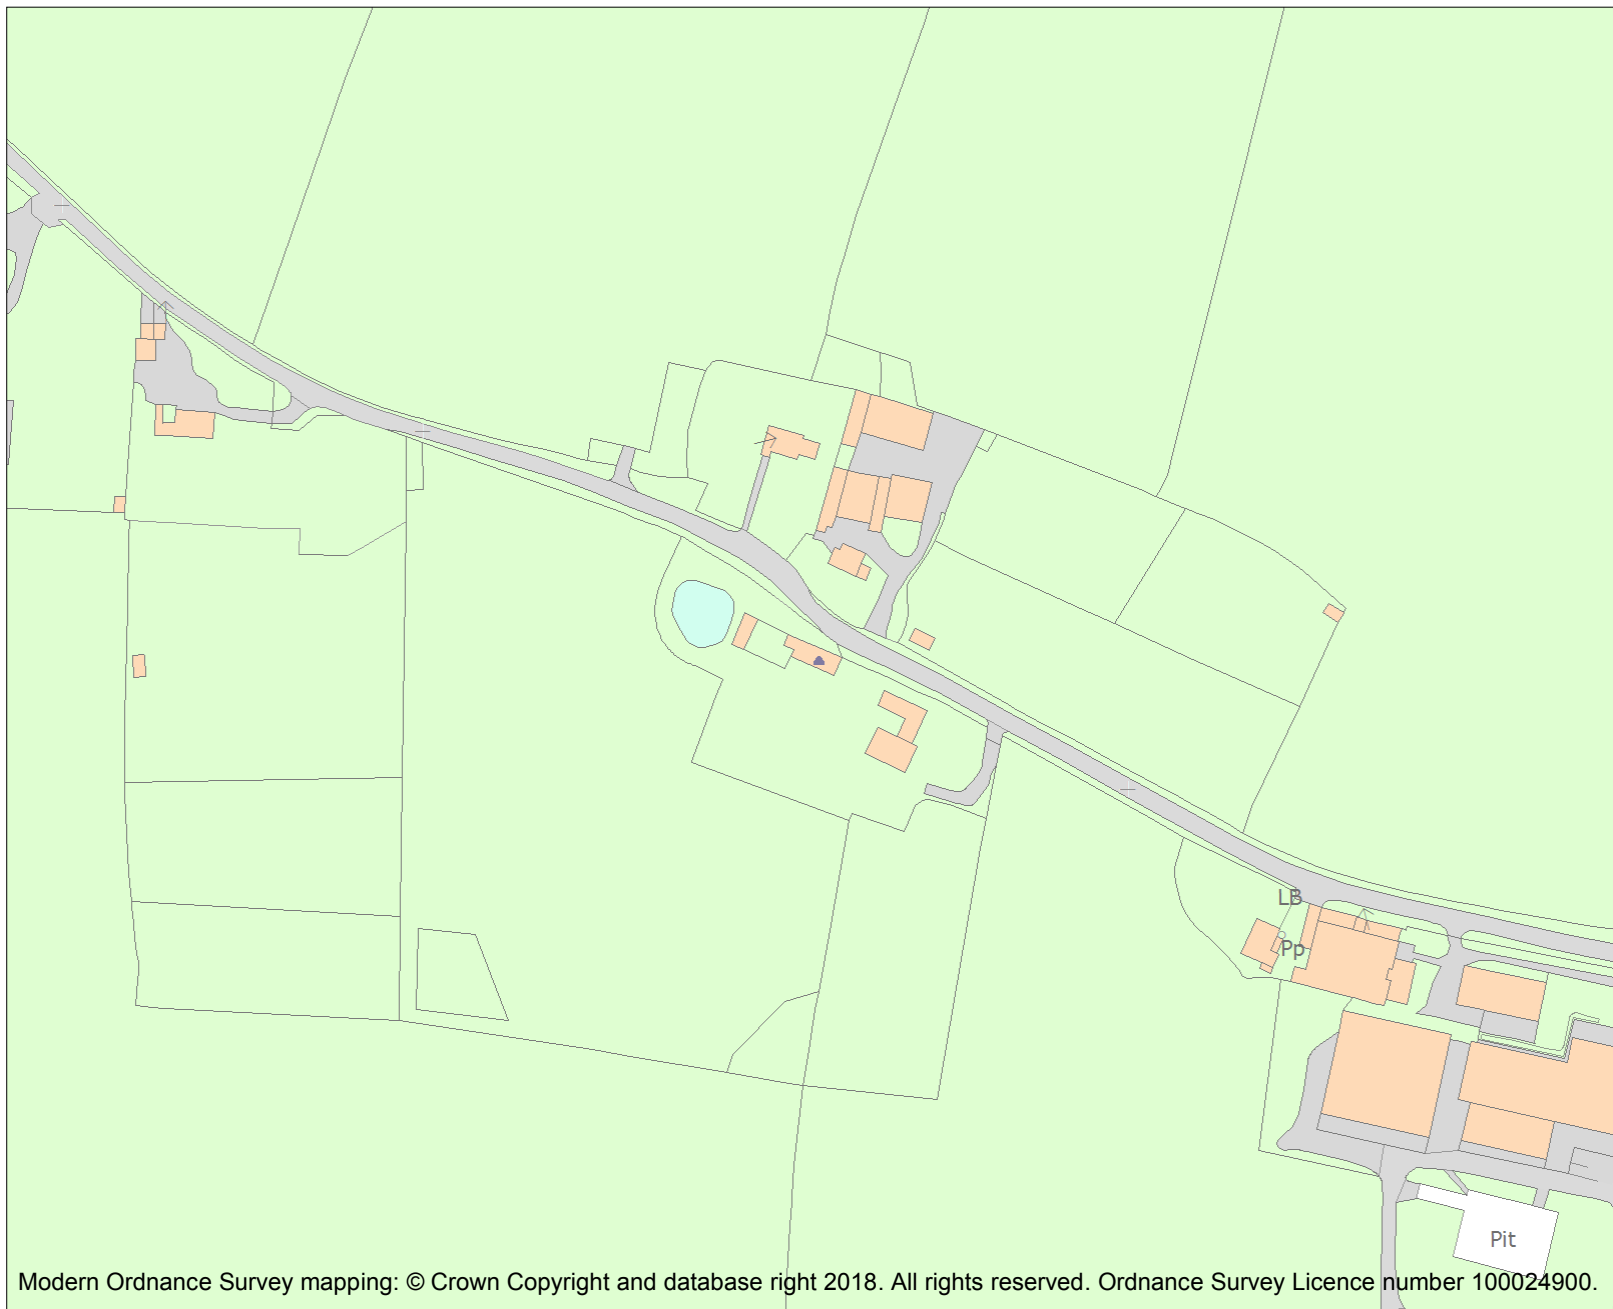 LB
Pp
Pit
Modern Ordnance Survey mapping: © Crown Copyright and database right 2018. All rights reserved. Ordnance Survey Licence number 100024900.